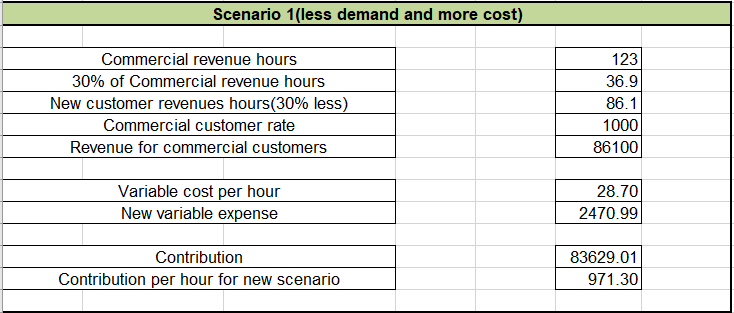 Scenario 1(less demand and more cost)
Commercial revenue hours 123
30% of Commercial revenue hours 36.9
New customer revenues hours(30% less) 86.1
Commercial customer rate 1000
Revenue for commercial customers 86100
Variable cost per hour 28.70
New variable expense 2470.99
Contribution 83629.01
Contribution per hour for new scenario 971.30